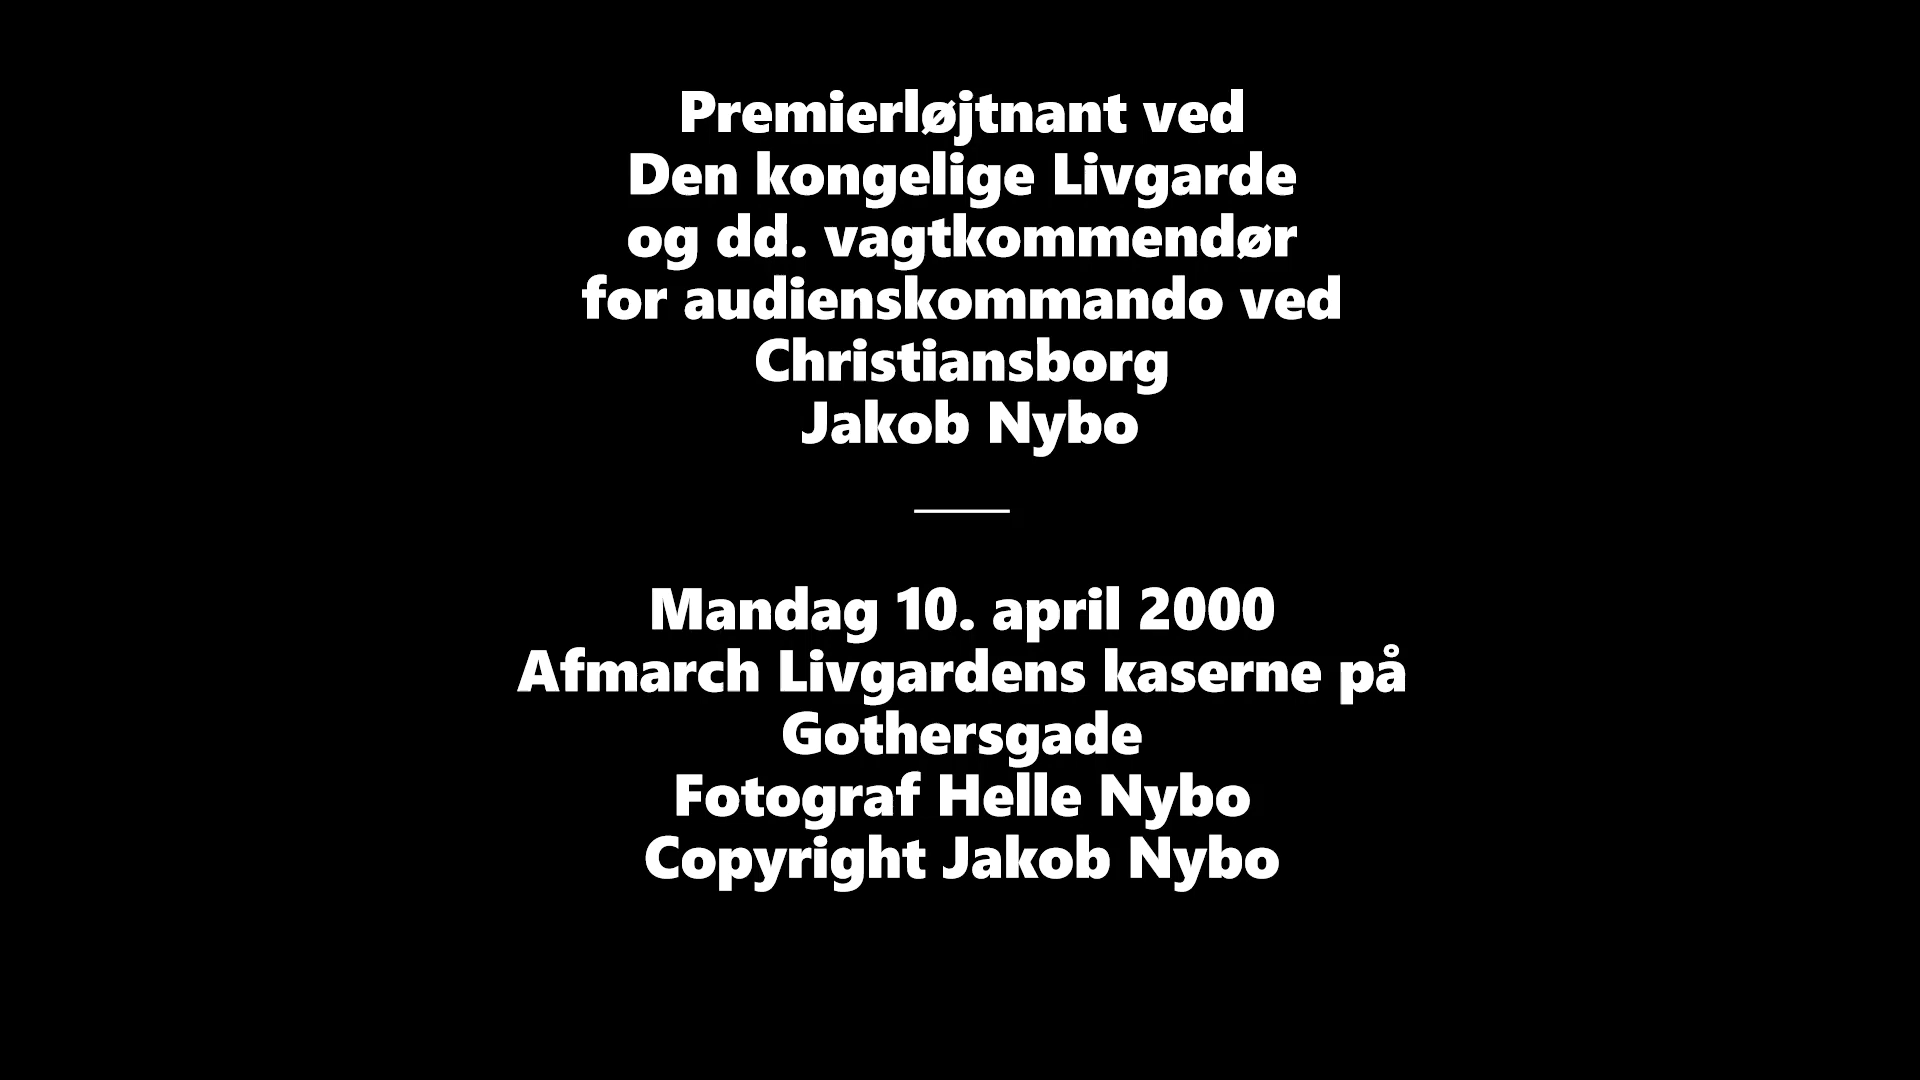 Premierløjtnant ved
Den kongelige Livgarde
og dd. vagtkommendør
for audienskommando ved
Christiansborg
Jakob Nybo
Mandag 10. april 2000
Afmarch Livgardens kaserne på
Gothersgade
Fotograf Helle Nybo
Copyright Jakob Nybo